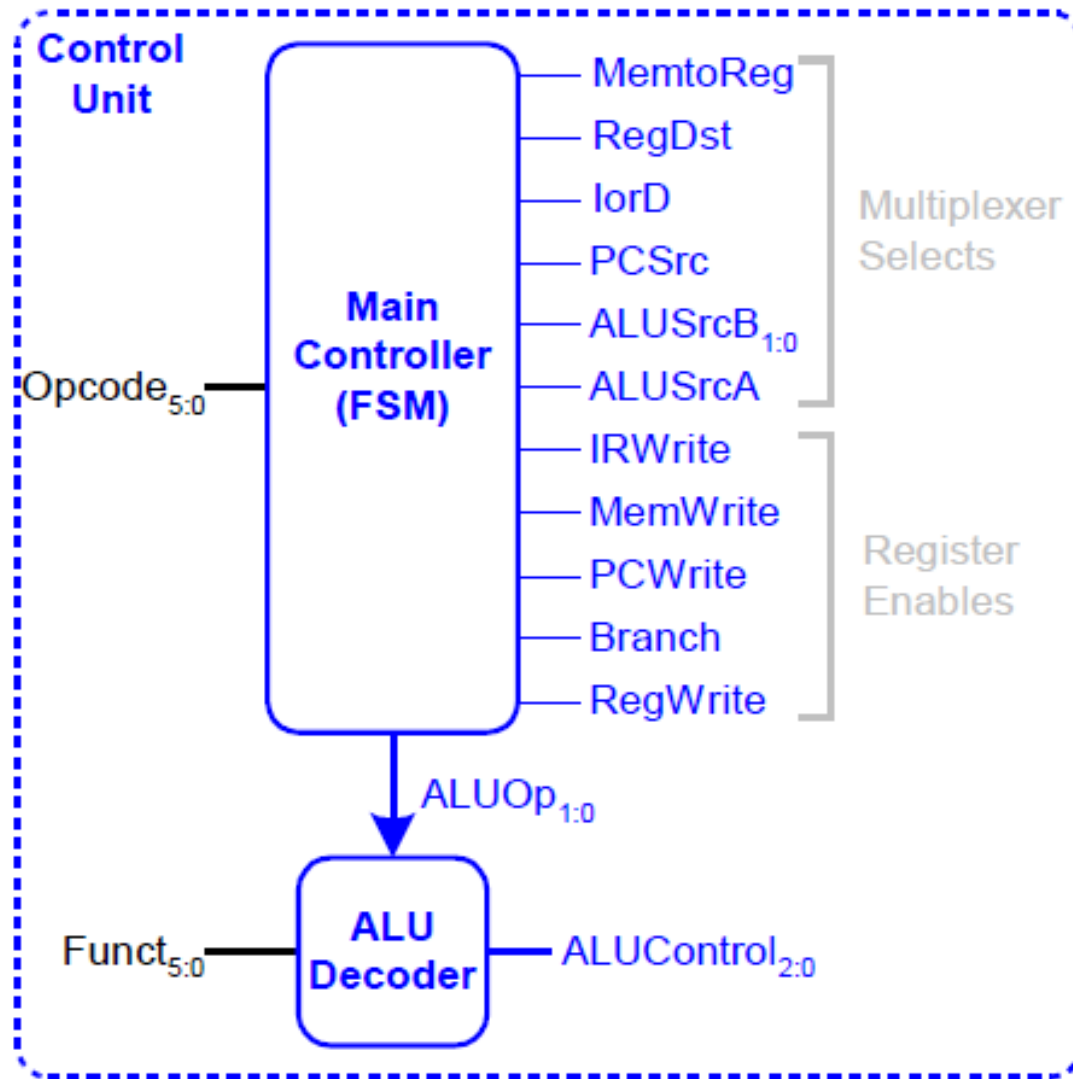 Control
Unit
MemtoReg
RegDst
IorD
PCSrc
ALUSrcB1:0
ALUSrcA
Multiplexer
Selects
Main
Controller
(FSM)
Opcode5:0
IRWrite
MemWrite
PCWrite
Branch
RegWrite
Register
Enables
ALUOp1:0
ALU
Decoder
Funct5:0
ALUControl2:0